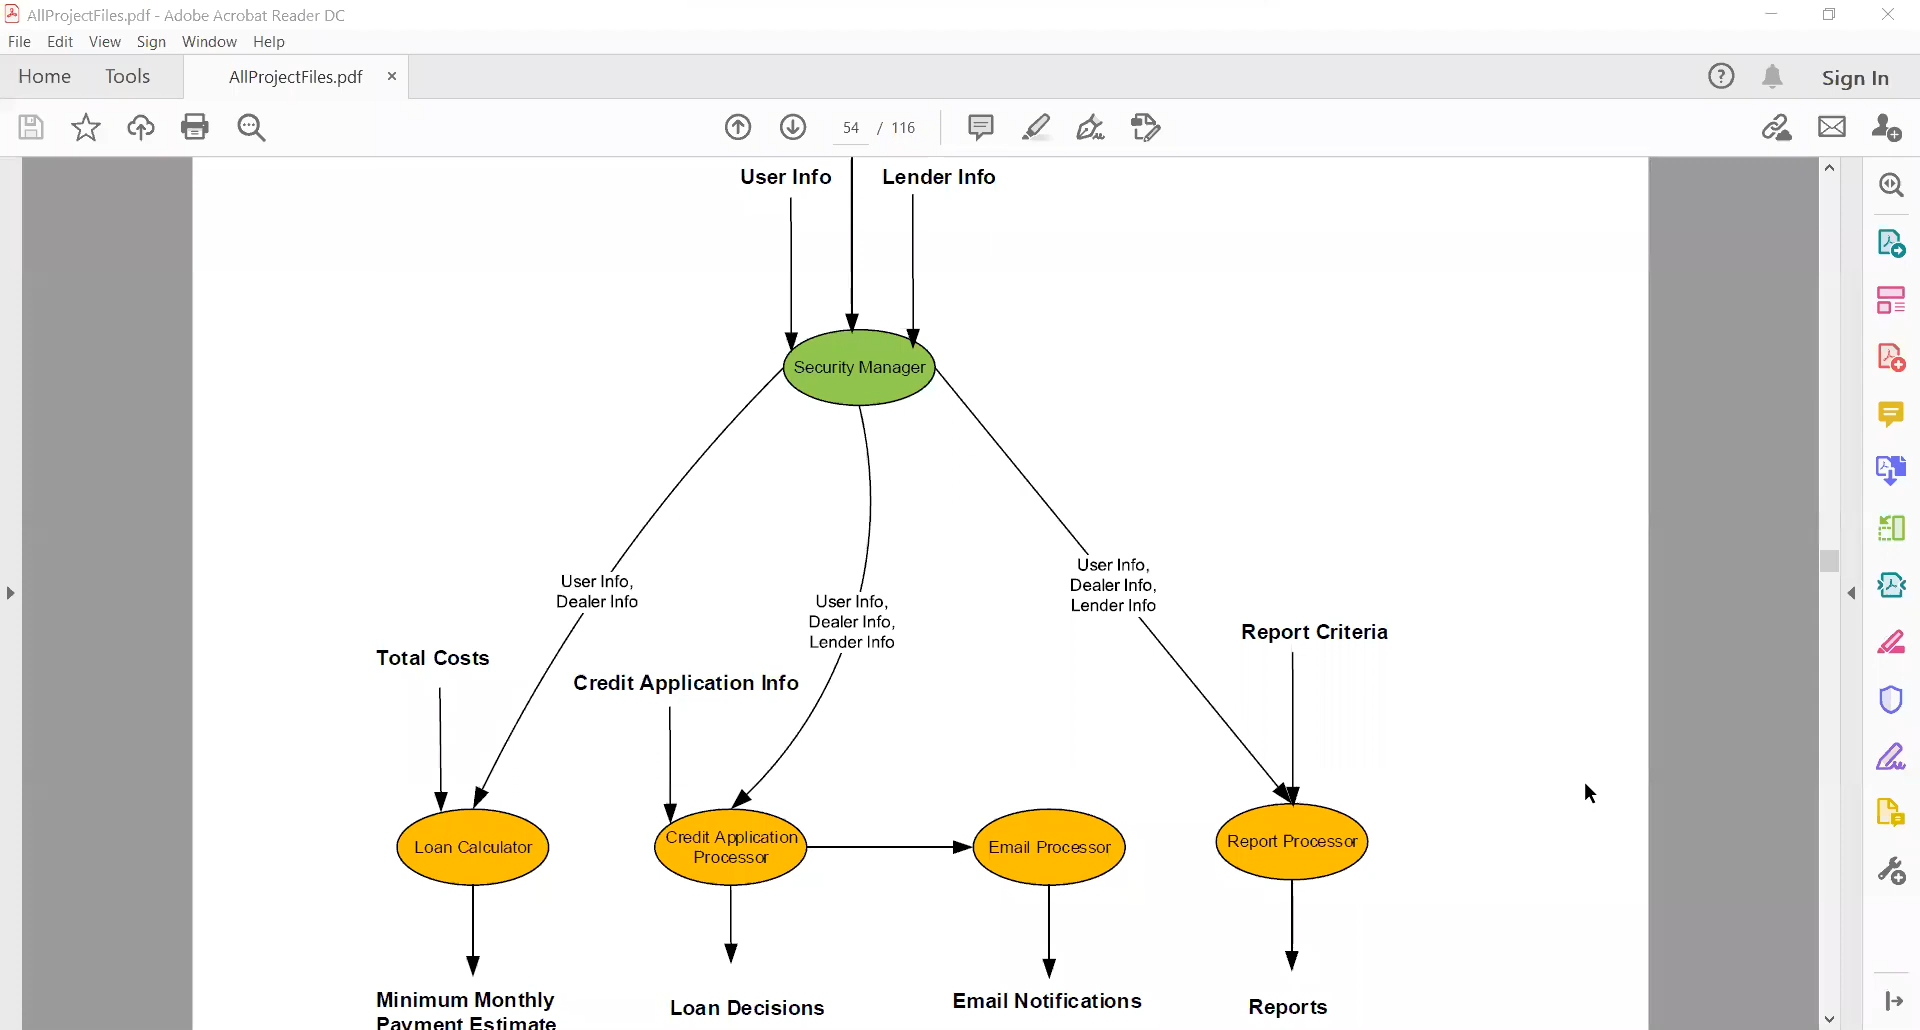 AllProjectFiles.pdf - Adobe Acrobat Reader DC
File Edit View Sign Window Help
Home Tools AllProjectFiles.pdf × Sign In
54 / 116
User Info Lender Info
Security Manager
User Info,
Dealer Info
User Info,
Dealer Info,
Lender Info
User Info,
Dealer Info,
Lender Info
Total Costs
Credit Application Info
Report Criteria
Loan Calculator
Credit Application
Processor
Email Processor
Report Processor
Minimum Monthly
Payment Estimate
Loan Decisions
Email Notifications
Reports